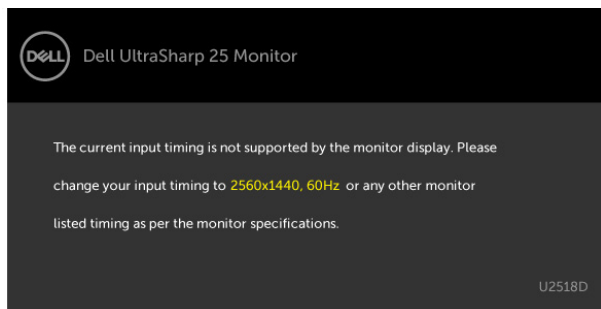 DELL
Dell UltraSharp 25 Monitor
The current input timing is not supported by the monitor display. Please
change your input timing to 2560x1440, 60Hz or any other monitor
listed timing as per the monitor specifications.
U2518D